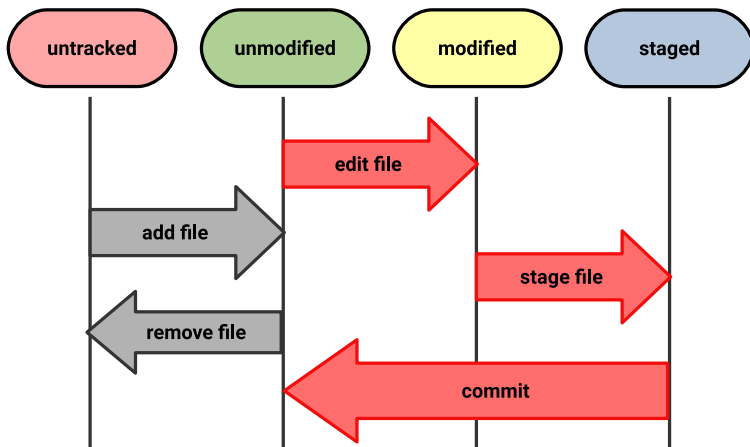 untracked
unmodified
modified
staged
edit file
add file
stage file
remove file
commit